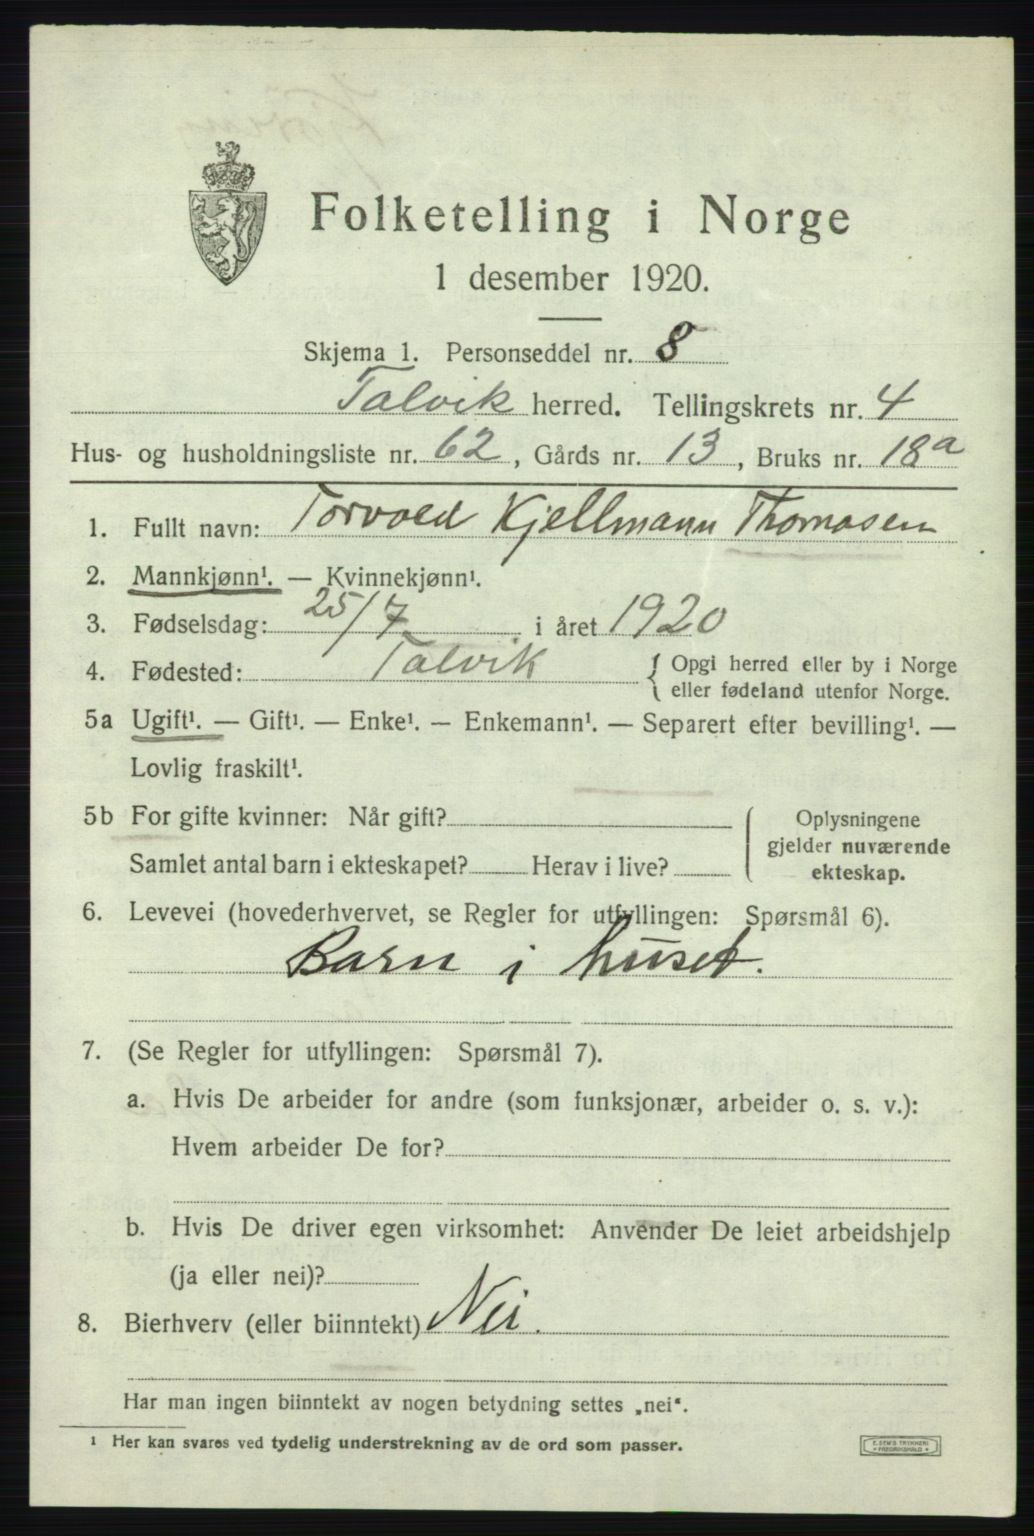 Folketelling i Norge
1 desember 1920.
Skjema 1. Personseddel nr. 8
Talvik herred. Tellingskrets nr. 4
Hus- og husholdningsliste nr. 62, Gårds nr. 13, Bruks nr. 18a
1. Fullt navn: Torvald Kjellmann Thomasen
2. Mannkjønn¹. — Kvinnekjønn¹.
3. Fødselsdag: 25/7 i året 1920
4. Fødested: Talvik { Opgi herred eller by i Norge
eller fødeland utenfor Norge.
5a Ugift¹. — Gift¹. — Enke¹. — Enkemann¹. — Separert efter bevilling¹. —
Lovlig fraskilt¹.
5b For gifte kvinner: Når gift?
Samlet antal barn i ekteskapet? Herav i live?
Oplysningene
gjelder nuværende
ekteskap.
6. Levevei (hovederhvervet, se Regler for utfyllingen: Spørsmål 6).
Barn i huset.
7. (Se Regler for utfyllingen: Spørsmål 7).
a. Hvis De arbeider for andre (som funksjonær, arbeider o. s. v.):
Hvem arbeider De for?
b. Hvis De driver egen virksomhet: Anvender De leiet arbeidshjelp
(ja eller nei)?
8. Bierhverv (eller biinntekt) Nei.
Har man ingen biinntekt av nogen betydning settes „nei“.
¹ Her kan svares ved tydelig understrekning av de ord som passer.
E. SEMS TRYKKERI
FREDRIKSHALD